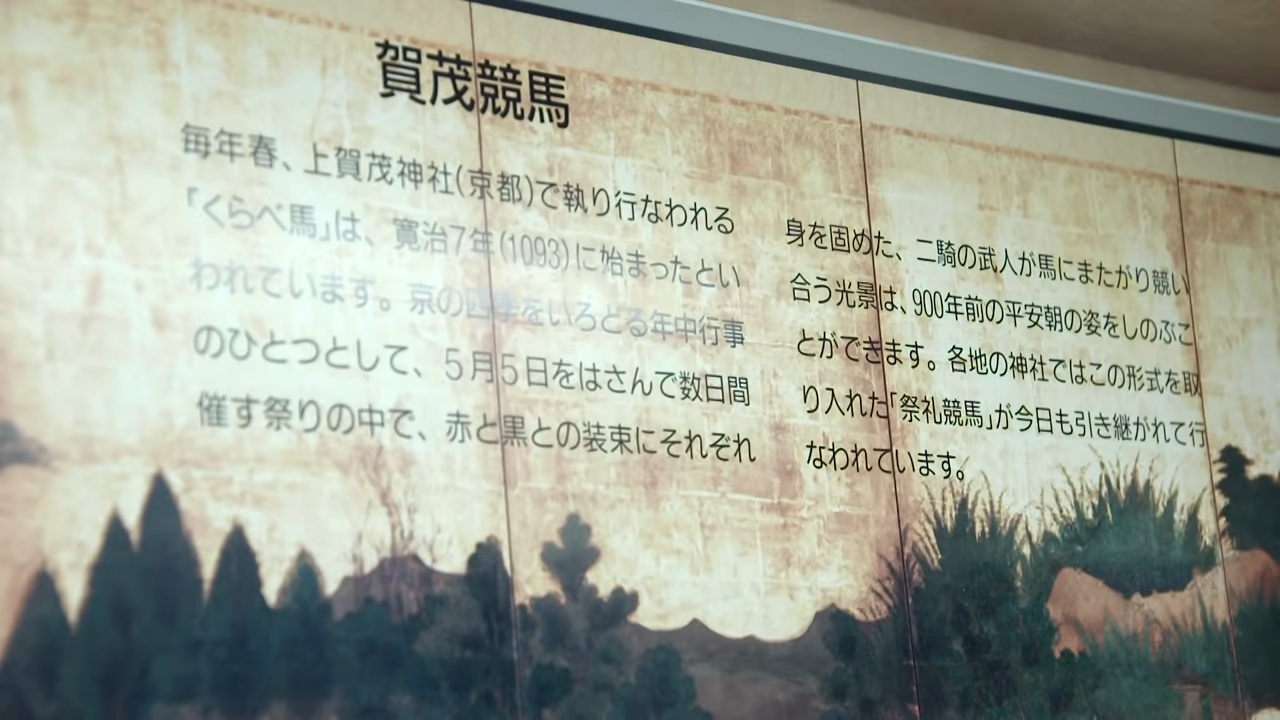 賀茂競馬
毎年春、上賀茂神社(京都)で執り行なわれる
「くらべ馬」は、寛治7年(1093)に始まったとい
われています。京の四季をいろどる年中行事
のひとつとして、5月5日をはさんで数日間
催す祭りの中で、赤と黒との装束にそれぞれ
身を固めた、二騎の武人が馬にまたがり競い
合う光景は、900年前の平安朝の姿をしのぶこ
とができます。各地の神社ではこの形式を取
り入れた「祭礼競馬」が今日も引き継がれて行
なわれています。